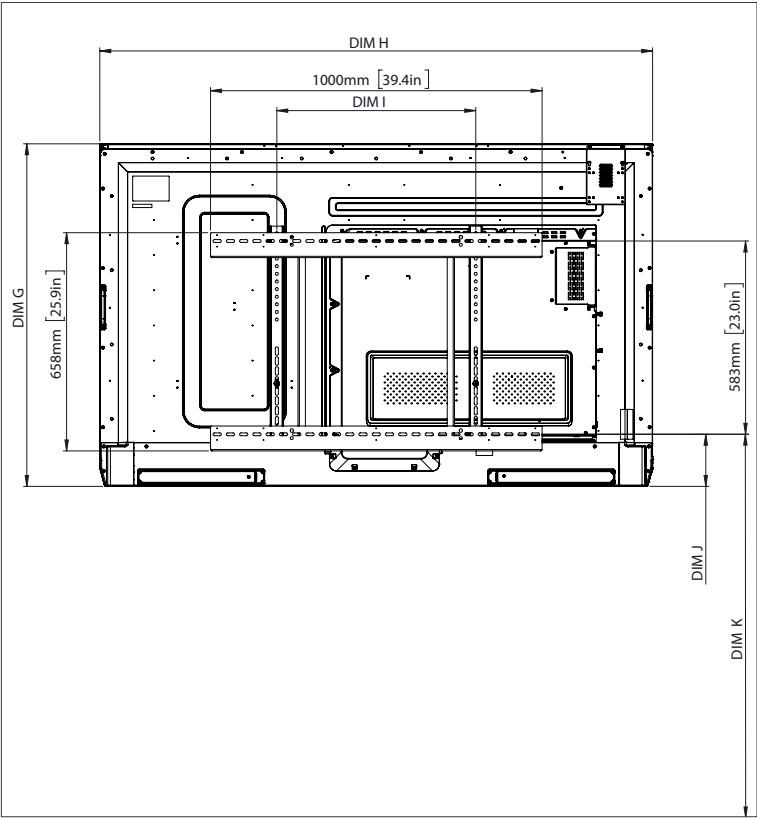 DIM H
1000mm [39.4in]
DIM I
DIM G
658mm [25.9in]
583mm [23.0in]
DIM J
DIM K